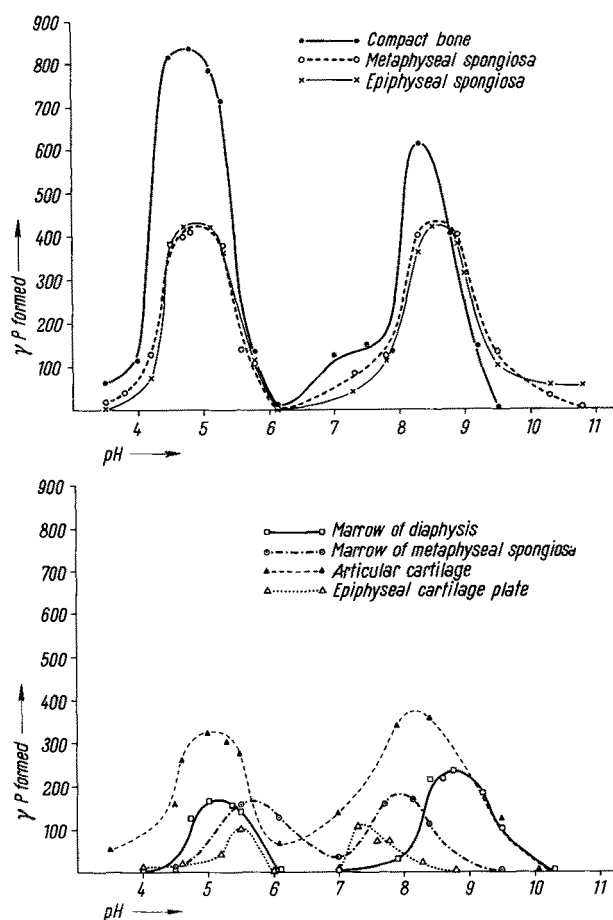 900
800
700
600
500
400
300
200
100
γ P formed
Compact bone
Metaphyseal spongiosa
Epiphyseal spongiosa
4 5 6 7 8 9 10 11
pH
900
800
700
600
500
400
300
200
100
γ P formed
Marrow of diaphysis
Marrow of metaphyseal spongiosa
Articular cartilage
Epiphyseal cartilage plate
4 5 6 7 8 9 10 11
pH